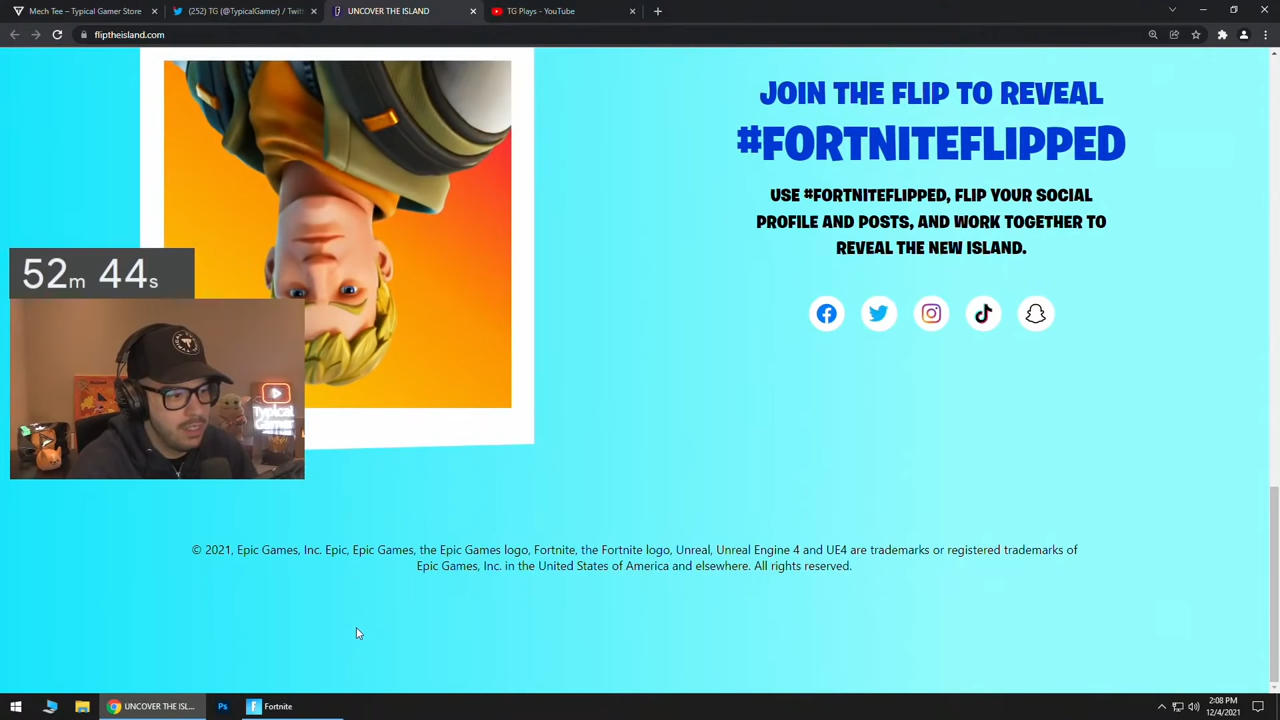 Mech Tee – Typical Gamer Store
(252) TG (@TypicalGamer) / Twitt
UNCOVER THE ISLAND
TG Plays - YouTube
fliptheisland.com
JOIN THE FLIP TO REVEAL
#FORTNITEFLIPPED
USE #FORTNITEFLIPPED, FLIP YOUR SOCIAL
PROFILE AND POSTS, AND WORK TOGETHER TO
REVEAL THE NEW ISLAND.
52m 44s
Typical
Gamer
© 2021, Epic Games, Inc. Epic, Epic Games, the Epic Games logo, Fortnite, the Fortnite logo, Unreal, Unreal Engine 4 and UE4 are trademarks or registered trademarks of
Epic Games, Inc. in the United States of America and elsewhere. All rights reserved.
UNCOVER THE ISL...
Ps
Fortnite
2:08 PM
12/4/2021